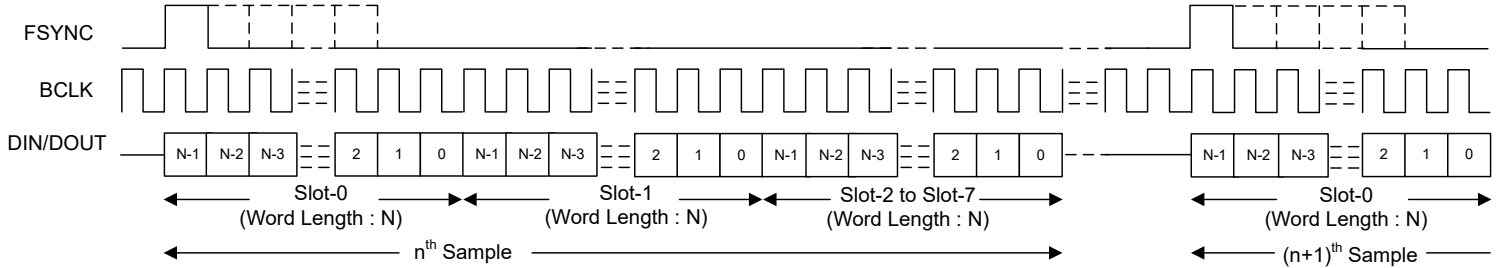 FSYNC
BCLK
DIN/DOUT
N-1 N-2 N-3 2 1 0 N-1 N-2 N-3 2 1 0 N-1 N-2 N-3 2 1 0 N-1 N-2 N-3 2 1 0
Slot-0 Slot-1 Slot-2 to Slot-7 Slot-0
(Word Length : N) (Word Length : N) (Word Length : N) (Word Length : N)
nth Sample (n+1)th Sample